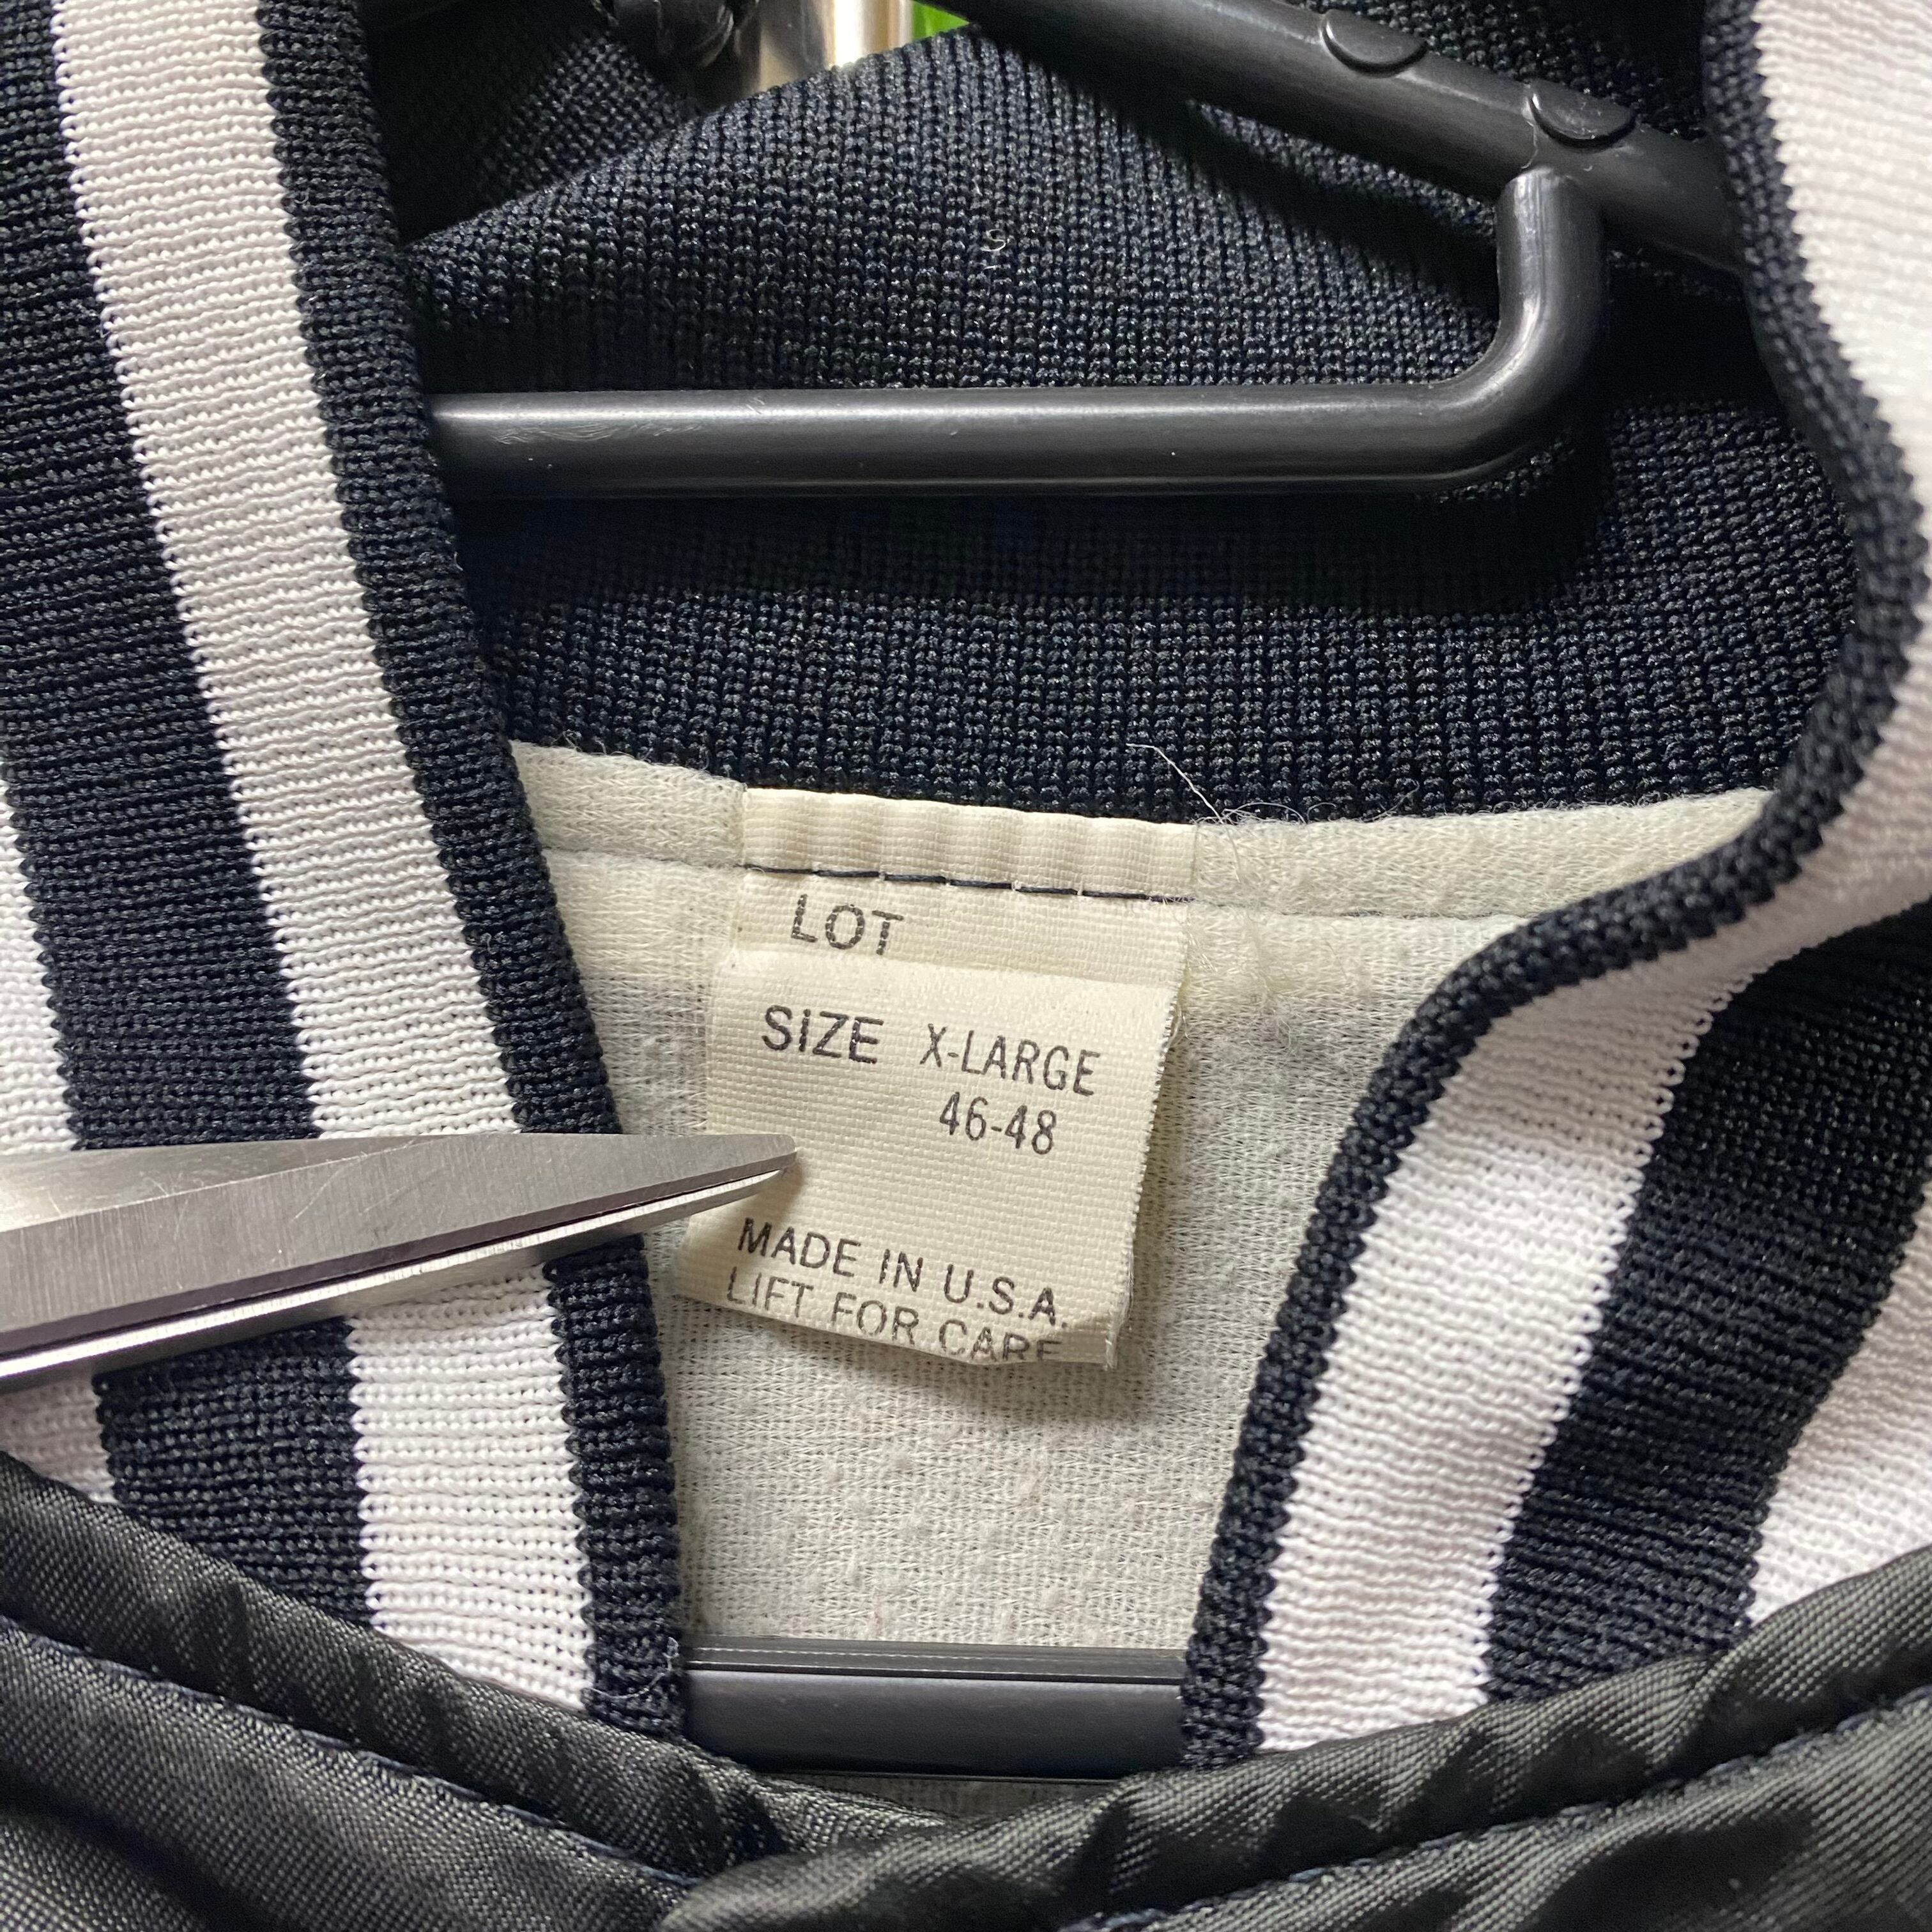 LOT
SIZE X-LARGE
46-48
MADE IN U.S.A.
LIFT FOR CARE